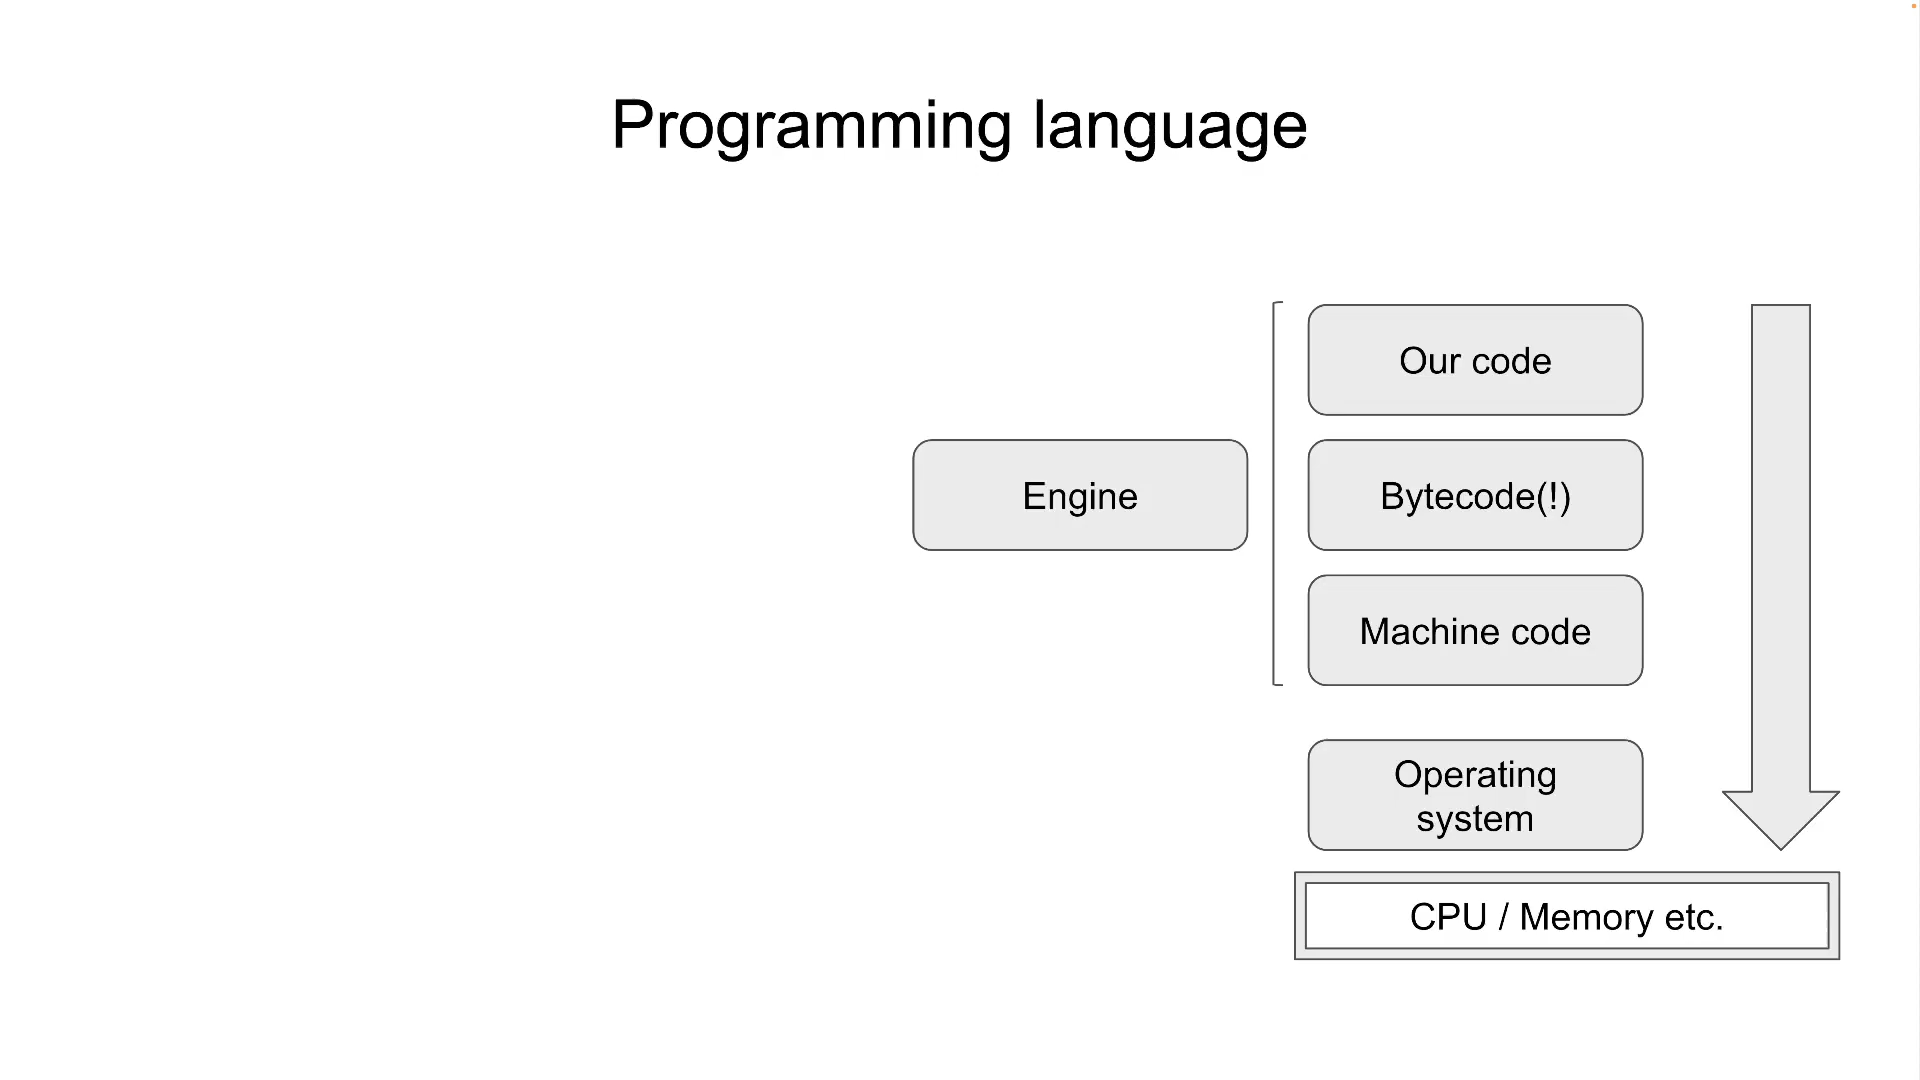 Programming language
Our code
Engine
Bytecode(!)
Machine code
Operating
system
CPU / Memory etc.